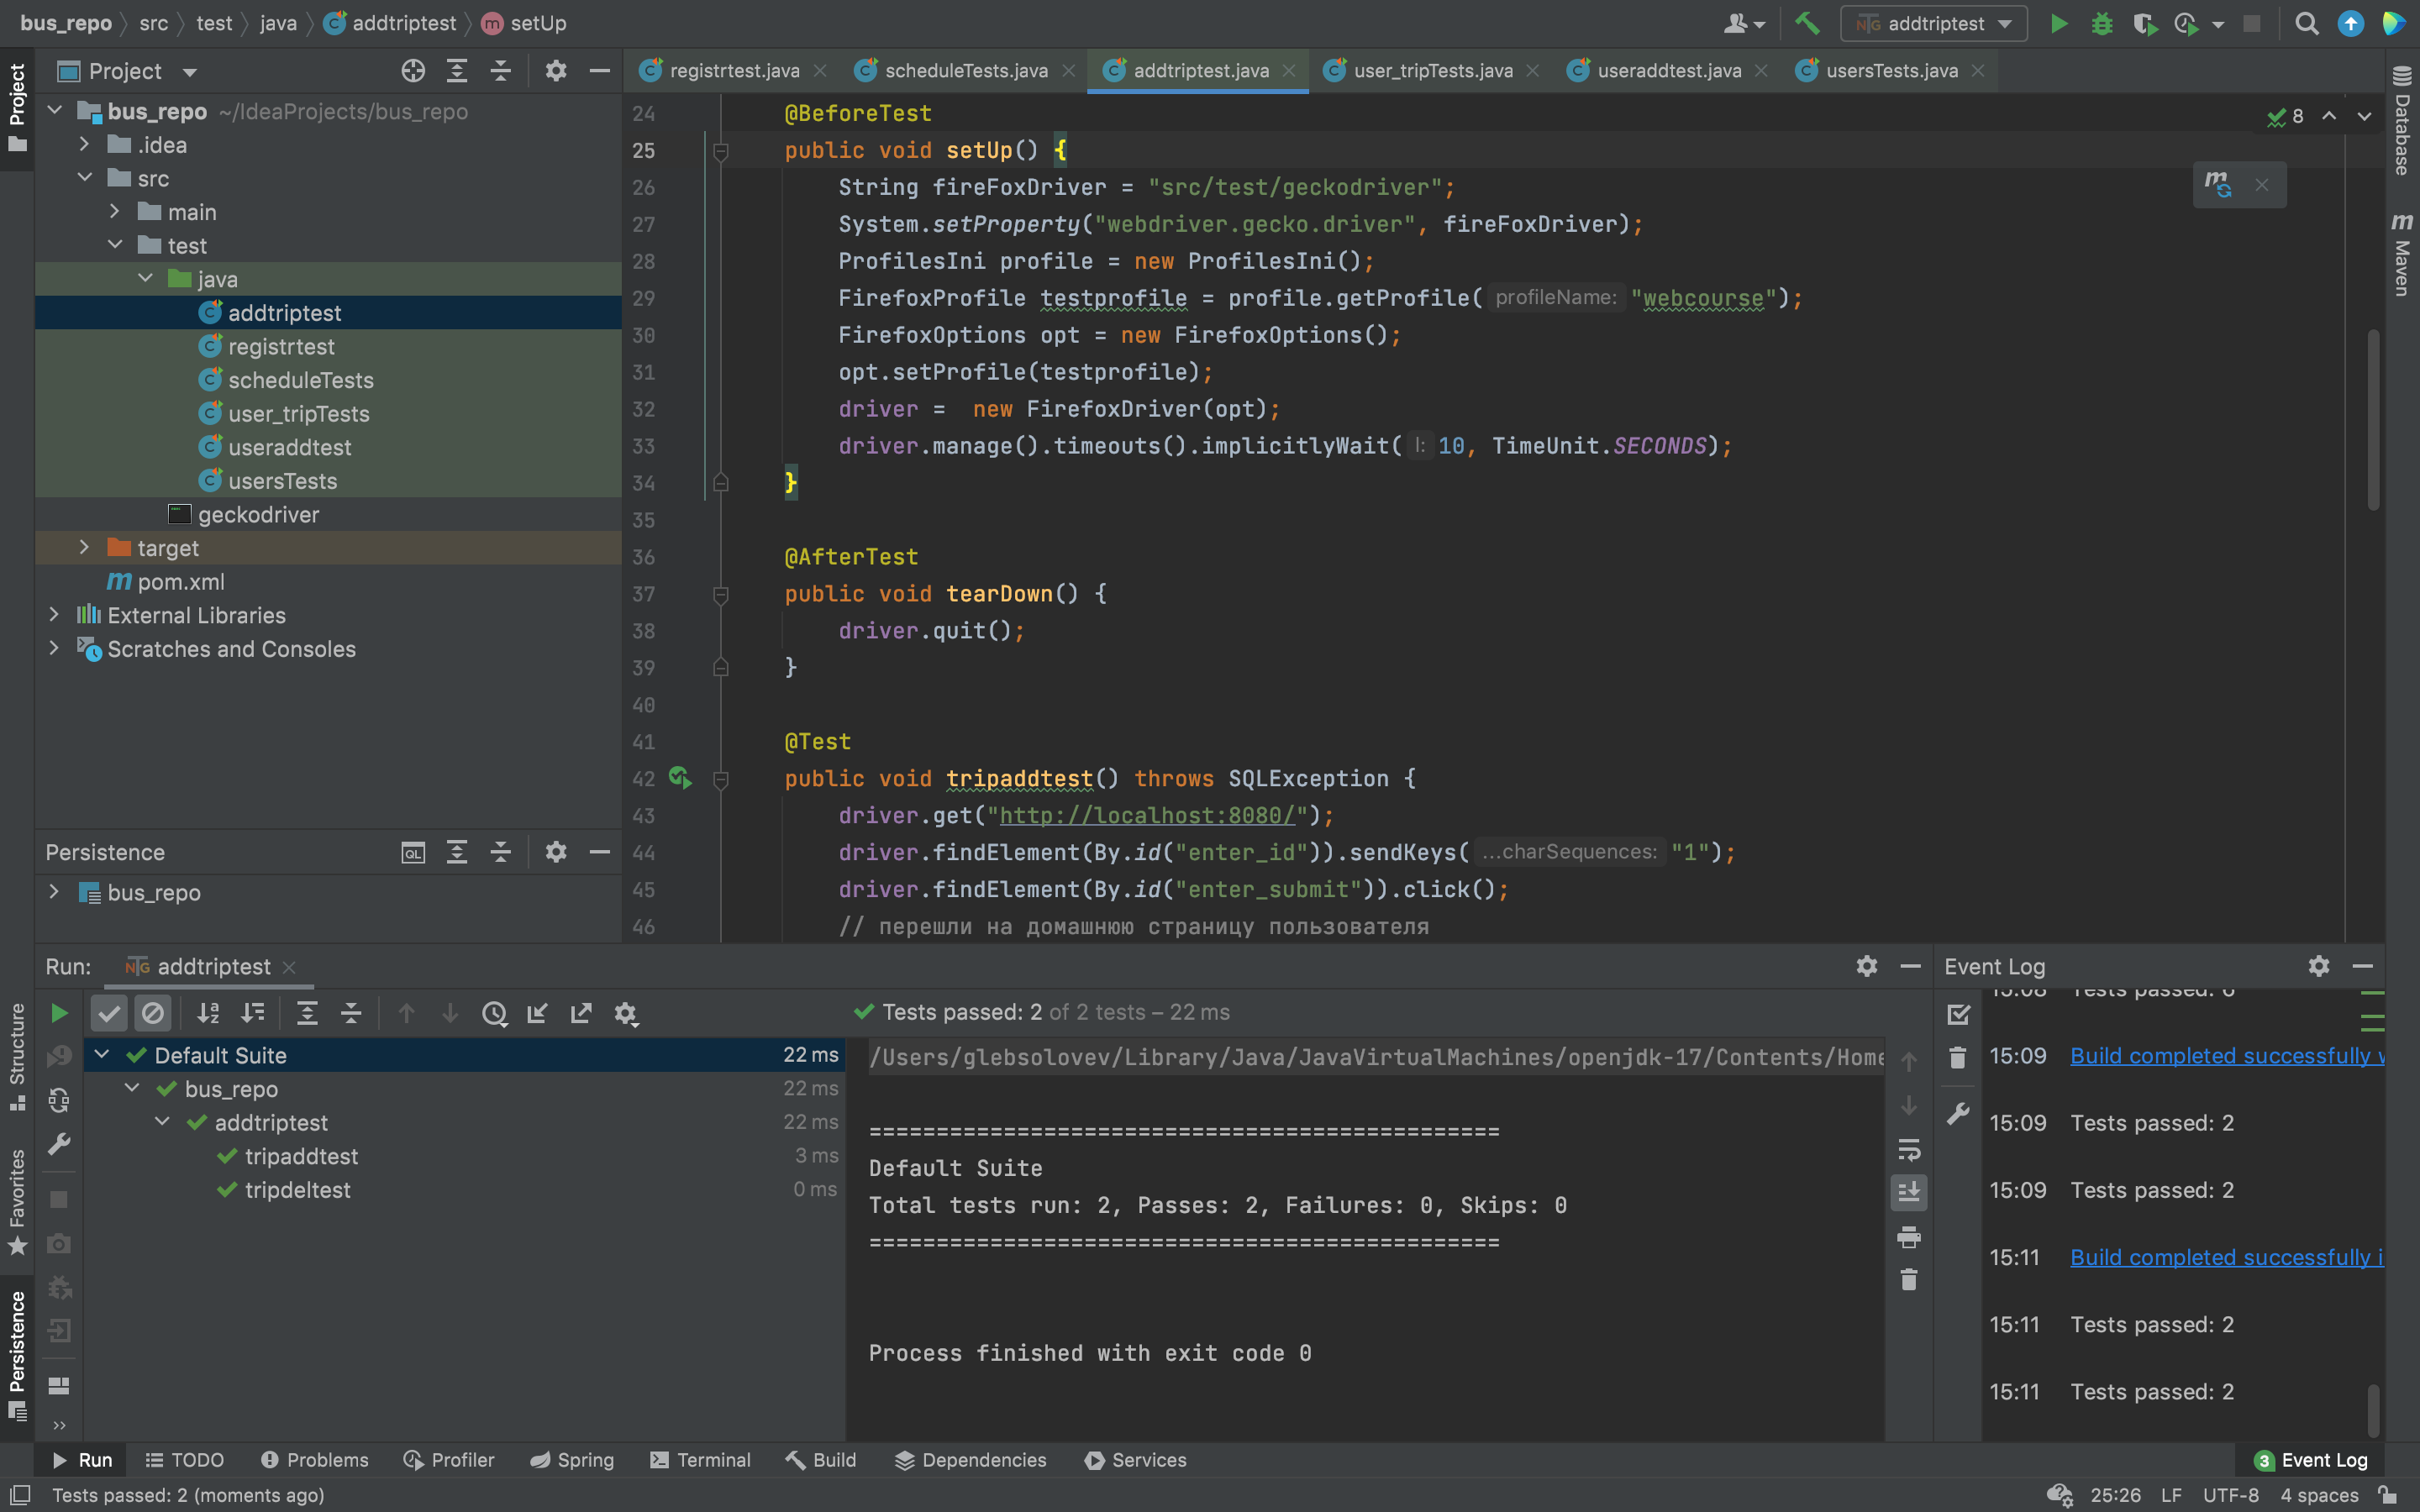 bus_repo src test java addtriptest setUp
addtriptest
Project
registrtest.java scheduleTests.java addtriptest.java user_tripTests.java useraddtest.java usersTests.java
Project
bus_repo ~/IdeaProjects/bus_repo
.idea
src
main
test
java
addtriptest
registrtest
scheduleTests
user_tripTests
useraddtest
usersTests
geckodriver
target
pom.xml
External Libraries
Scratches and Consoles
Persistence
bus_repo
24 @BeforeTest
25 public void setUp() {
26 String fireFoxDriver = "src/test/geckodriver";
27 System.setProperty("webdriver.gecko.driver", fireFoxDriver);
28 ProfilesIni profile = new ProfilesIni();
29 FirefoxProfile testprofile = profile.getProfile( profileName: "webcourse");
30 FirefoxOptions opt = new FirefoxOptions();
31 opt.setProfile(testprofile);
32 driver =  new FirefoxDriver(opt);
33 driver.manage().timeouts().implicitlyWait( l: 10, TimeUnit.SECONDS);
34 }
35
36 @AfterTest
37 public void tearDown() {
38 driver.quit();
39 }
40
41 @Test
42 public void tripaddtest() throws SQLException {
43 driver.get("http://localhost:8080/");
44 driver.findElement(By.id("enter_id")).sendKeys( ...charSequences: "1");
45 driver.findElement(By.id("enter_submit")).click();
46 // перешли на домашнюю страницу пользователя
8
Database
Maven
Structure
Favorites
Persistence
Run: addtriptest
Tests passed: 2 of 2 tests – 22 ms
Default Suite 22 ms
bus_repo 22 ms
addtriptest 22 ms
tripaddtest 3 ms
tripdeltest 0 ms
/Users/glebsolovev/Library/Java/JavaVirtualMachines/openjdk-17/Contents/Home
===============================================
Default Suite
Total tests run: 2, Passes: 2, Failures: 0, Skips: 0
===============================================
Process finished with exit code 0
Event Log
15:08 Tests passed: 6
15:09 Build completed successfully w
15:09 Tests passed: 2
15:09 Tests passed: 2
15:11 Build completed successfully i
15:11 Tests passed: 2
15:11 Tests passed: 2
Run TODO Problems Profiler Spring Terminal Build Dependencies Services 3 Event Log
Tests passed: 2 (moments ago) 25:26 LF UTF-8 4 spaces